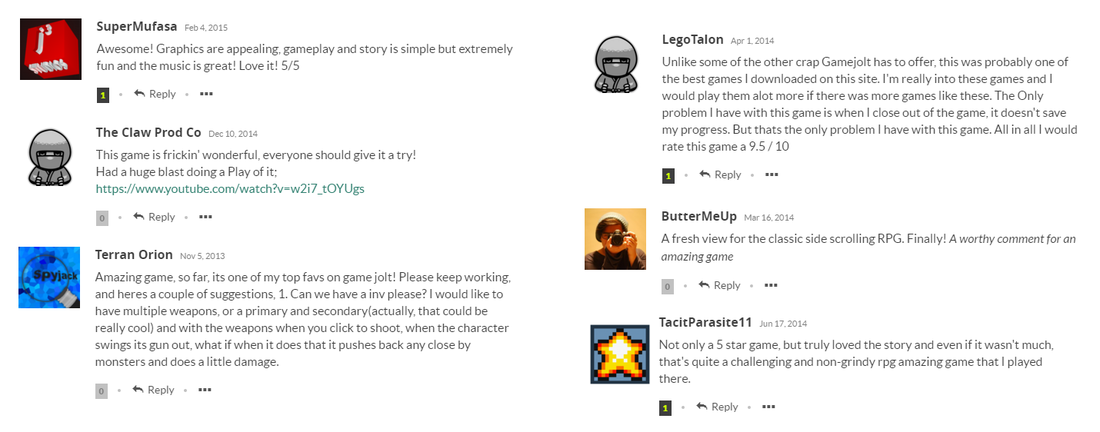 SuperMufasa Feb 4, 2015
Awesome! Graphics are appealing, gameplay and story is simple but extremely
fun and the music is great! Love it! 5/5
1 • Reply •
The Claw Prod Co Dec 10, 2014
This game is frickin' wonderful, everyone should give it a try!
Had a huge blast doing a Play of it;
https://www.youtube.com/watch?v=w2i7_tOYUgs
0 • Reply •
Spyjack
Terran Orion Nov 5, 2013
Amazing game, so far, its one of my top favs on game jolt! Please keep working,
and heres a couple of suggestions, 1. Can we have a inv please? I would like to
have multiple weapons, or a primary and secondary(actually, that could be
really cool) and with the weapons when you click to shoot, when the character
swings its gun out, what if when it does that it pushes back any close by
monsters and does a little damage.
0 • Reply •
LegoTalon Apr 1, 2014
Unlike some of the other crap Gamejolt has to offer, this was probably one of
the best games I downloaded on this site. I'm really into these games and I
would play them alot more if there was more games like these. The Only
problem I have with this game is when I close out of the game, it doesn't save
my progress. But thats the only problem I have with this game. All in all I would
rate this game a 9.5 / 10
1 • Reply •
ButterMeUp Mar 16, 2014
A fresh view for the classic side scrolling RPG. Finally! A worthy comment for an
amazing game
0 • Reply •
TacitParasite11 Jun 17, 2014
Not only a 5 star game, but truly loved the story and even if it wasn't much,
that's quite a challenging and non-grindy rpg amazing game that I played
there.
1 • Reply •